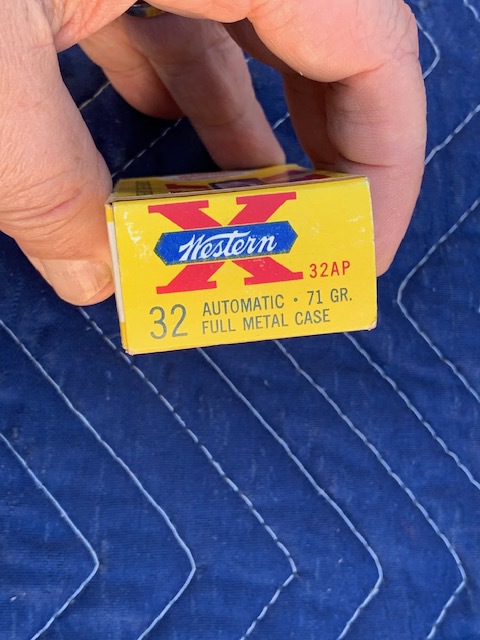 X
Western
32AP
32 AUTOMATIC • 71 GR.
FULL METAL CASE